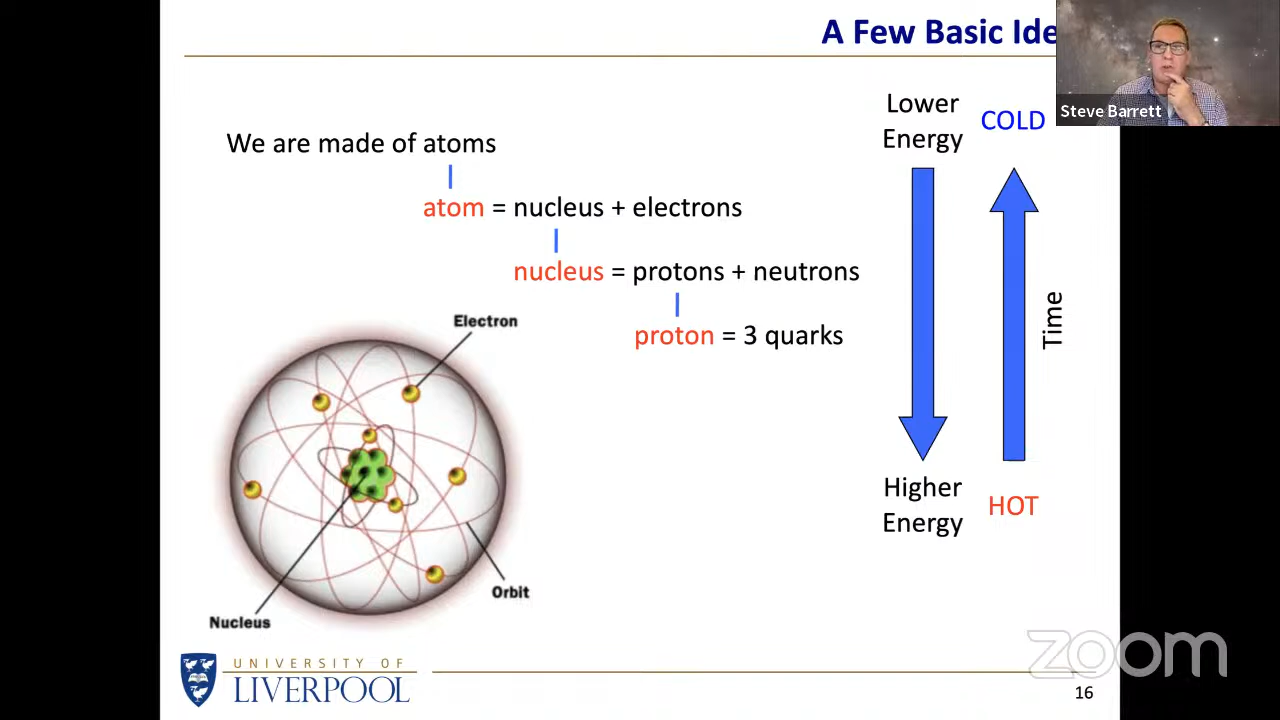 A Few Basic Ide
Steve Barrett
Lower
Energy
COLD
We are made of atoms
atom = nucleus + electrons
nucleus = protons + neutrons
proton = 3 quarks
Time
Electron
Orbit
Nucleus
Higher
Energy
HOT
UNIVERSITY OF
LIVERPOOL
zoom
16